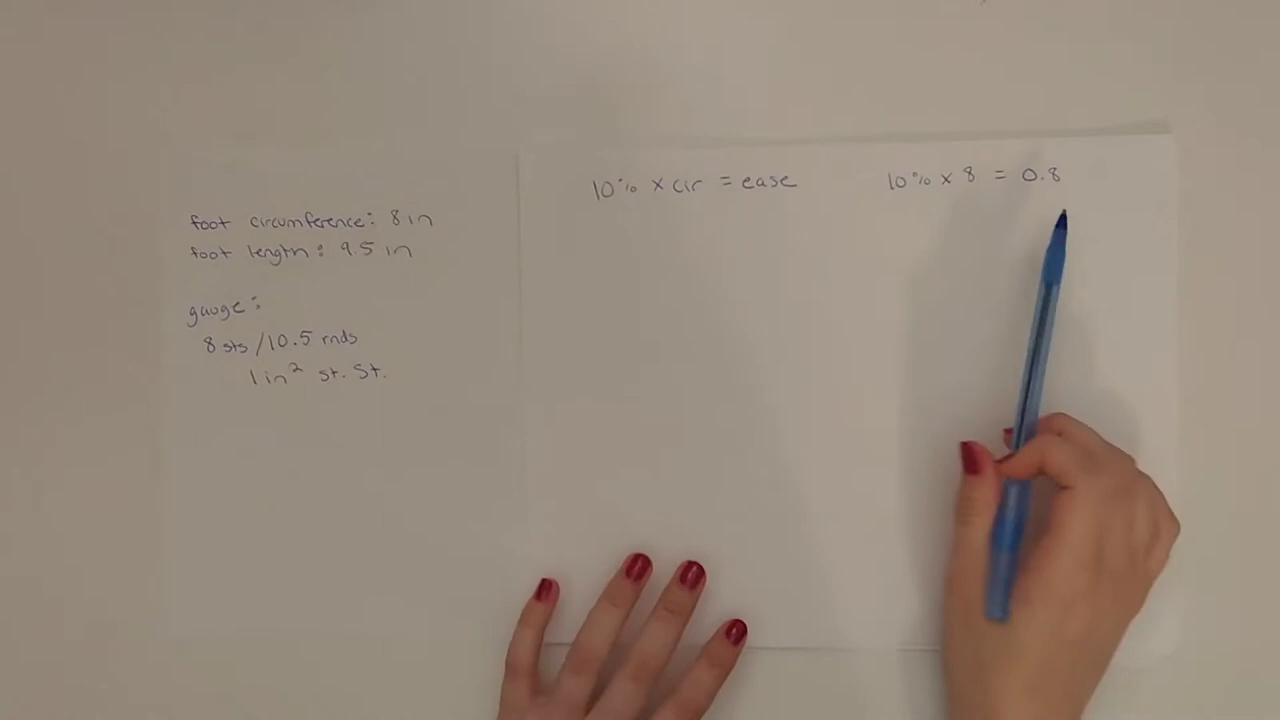 foot circumference: 8 in
foot length: 9.5 in
gauge:
8 sts/10.5 rnds
1 in² st. st.
10% x cir = ease
10% x 8 = 0.8